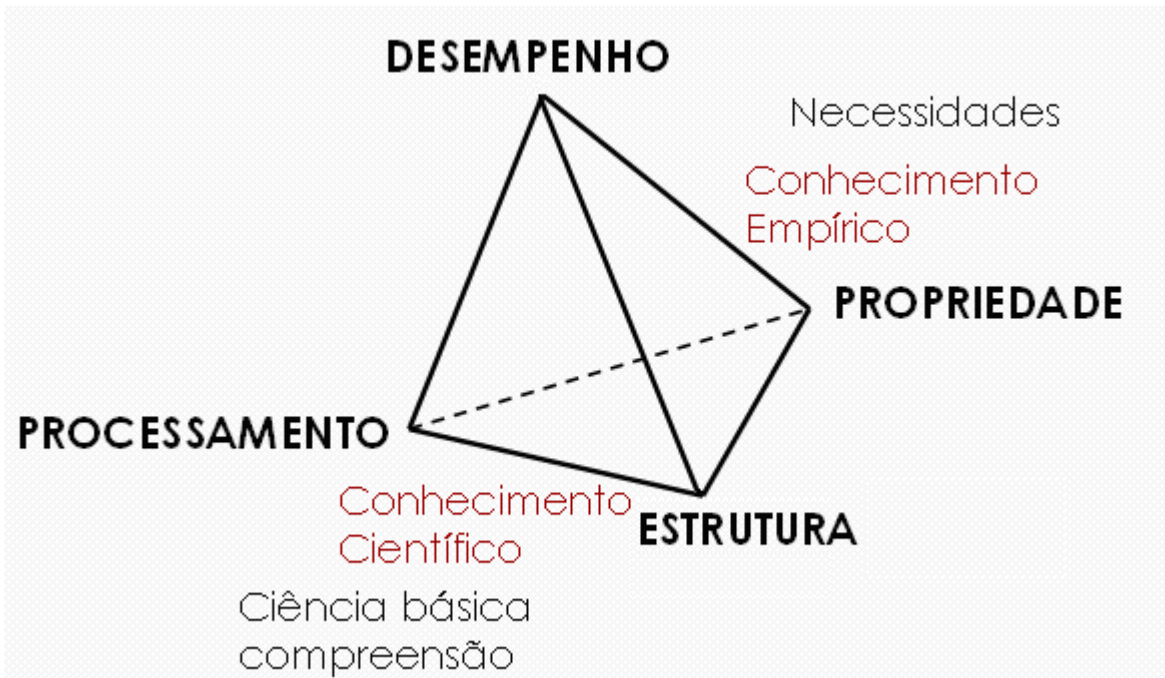 DESEMPENHO
Necessidades
Conhecimento
Empírico
PROPRIEDADE
PROCESSAMENTO
Conhecimento
Científico
ESTRUTURA
Ciência básica
compreensão